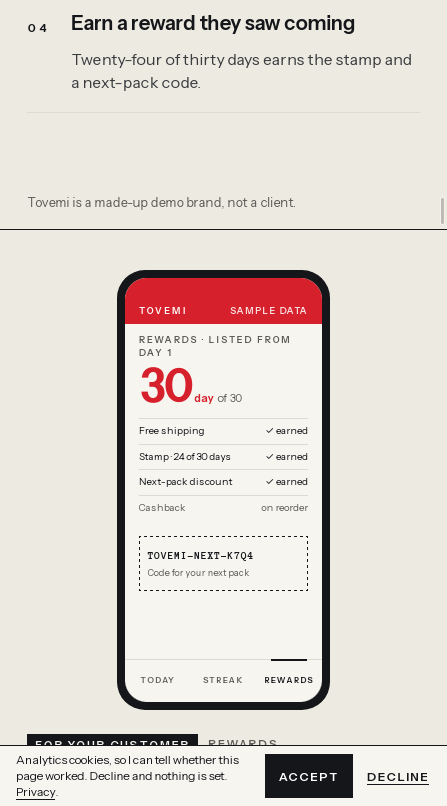 04 Earn a reward they saw coming
Twenty-four of thirty days earns the stamp and
a next-pack code.
Tovemi is a made-up demo brand, not a client.
TOVEMI SAMPLE DATA
REWARDS · LISTED FROM
DAY 1
30 day of 30
Free shipping ✓ earned
Stamp · 24 of 30 days ✓ earned
Next-pack discount ✓ earned
Cashback on reorder
TOVEMI-NEXT-K7Q4
Code for your next pack
TODAY STREAK REWARDS
FOR YOUR CUSTOMER REWARDS
Analytics cookies, so I can tell whether this
page worked. Decline and nothing is set.
Privacy.
ACCEPT DECLINE